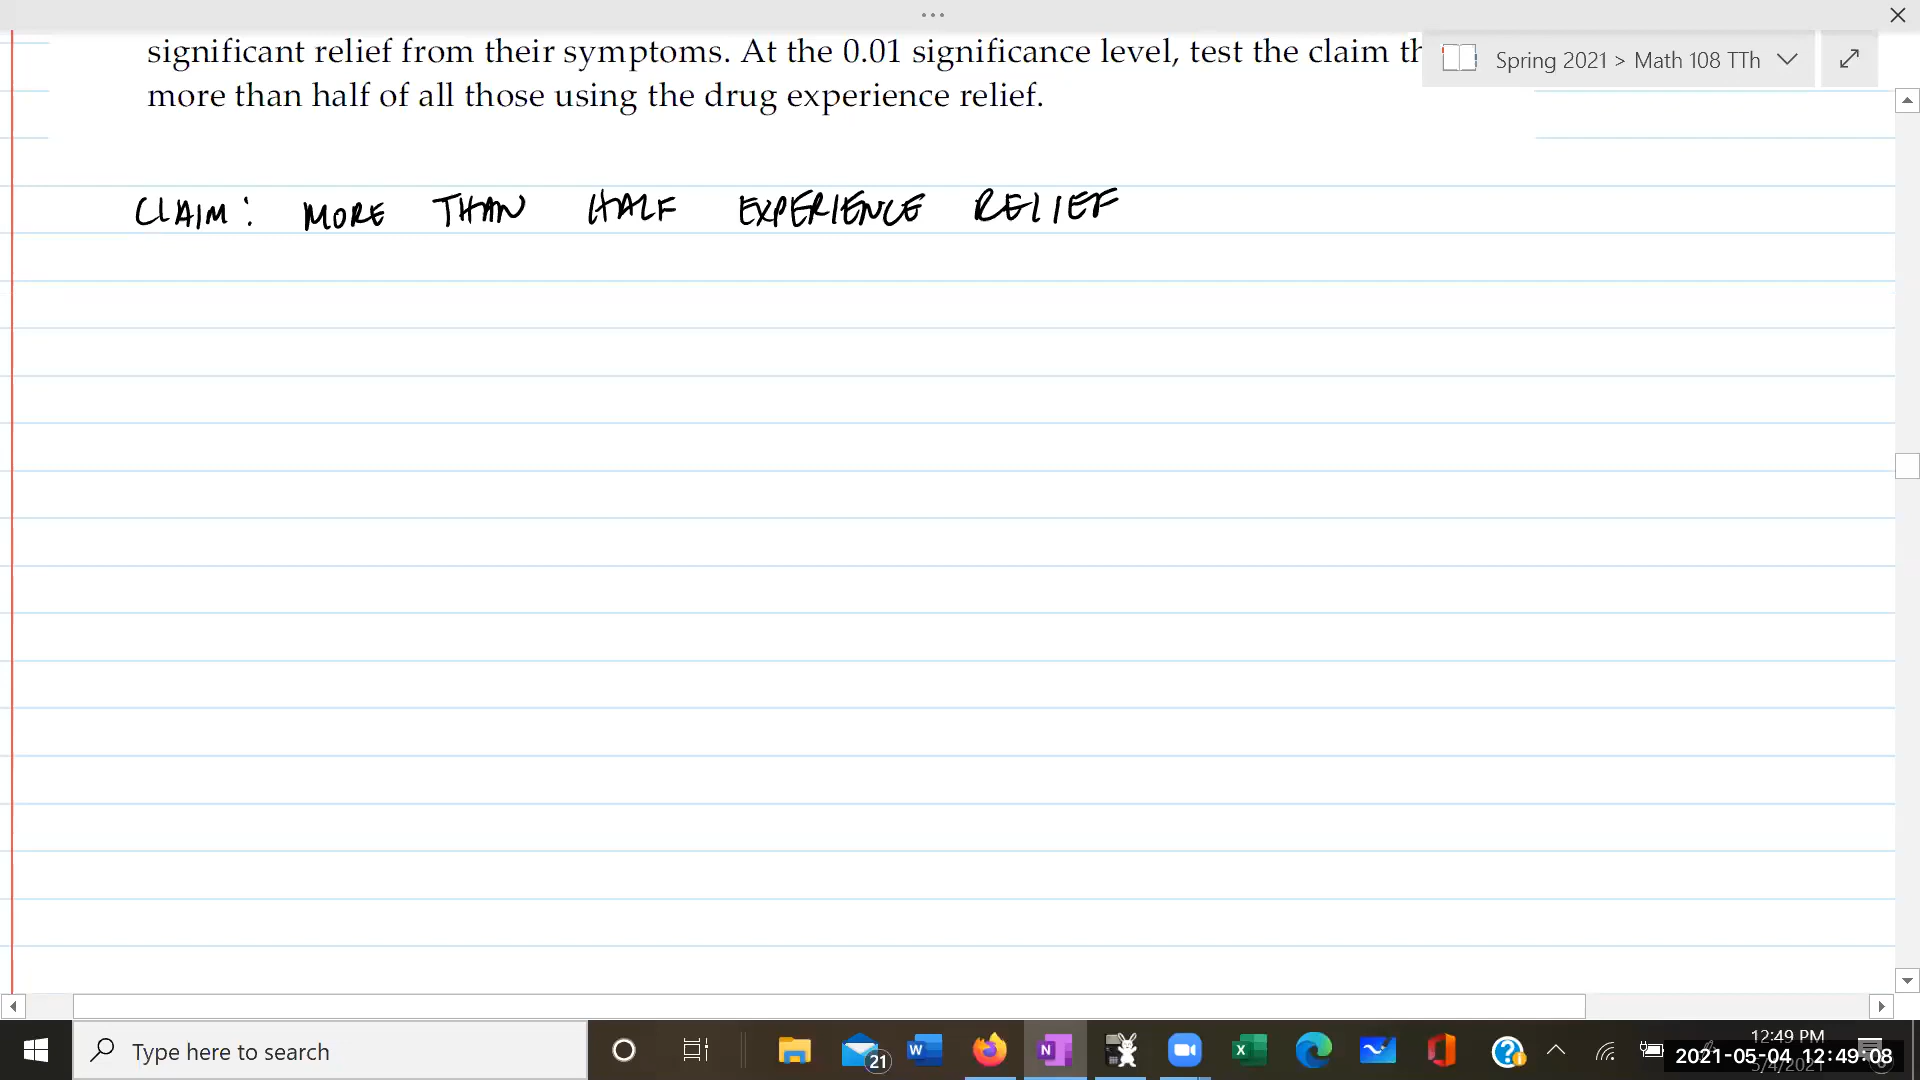 significant relief from their symptoms. At the 0.01 significance level, test the claim th
Spring 2021 > Math 108 TTh
more than half of all those using the drug experience relief.
CLAIM: MORE THAN HALF EXPERIENCE RELIEF
Type here to search
21
12:49 PM
2021-05-04 12:49:08